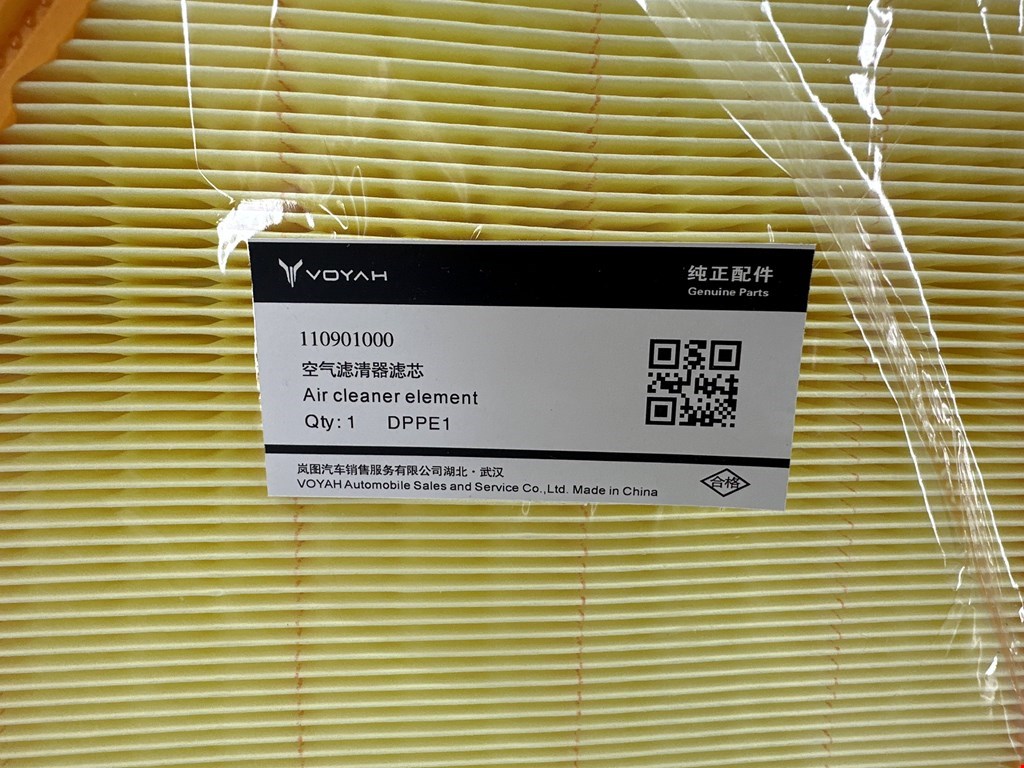 VOYAH
纯正配件
Genuine Parts
110901000
空气滤清器滤芯
Air cleaner element
Qty: 1 DPPE1
岚图汽车销售服务有限公司湖北·武汉
VOYAH Automobile Sales and Service Co.,Ltd. Made in China
合格